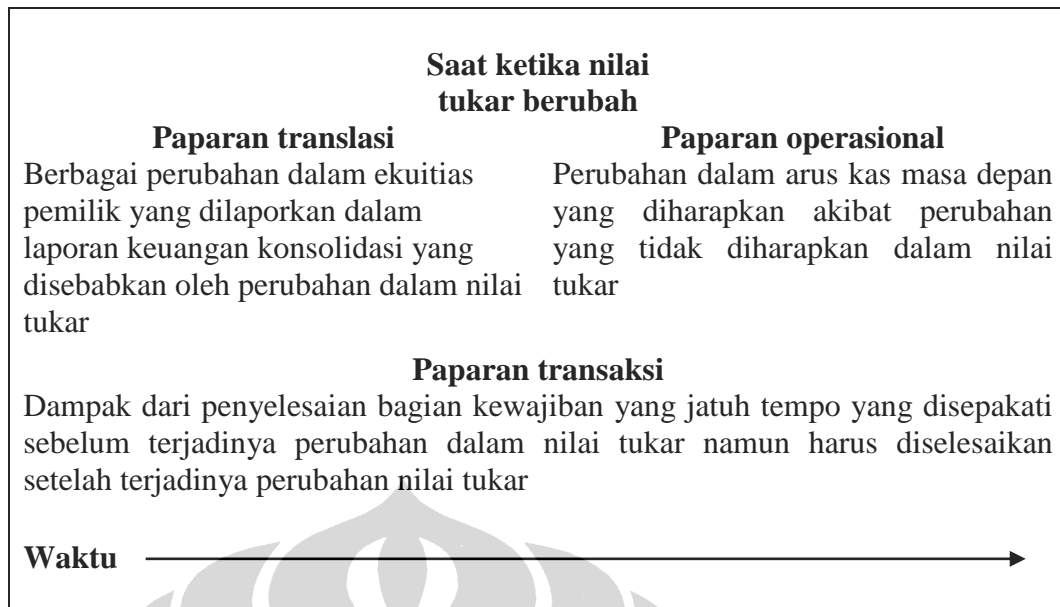 Saat ketika nilai
tukar berubah
Paparan translasi
Berbagai perubahan dalam ekuitias
pemilik yang dilaporkan dalam
laporan keuangan konsolidasi yang
disebabkan oleh perubahan dalam nilai
tukar
Paparan operasional
Perubahan dalam arus kas masa depan
yang diharapkan akibat perubahan
yang tidak diharapkan dalam nilai
tukar
Paparan transaksi
Dampak dari penyelesaian bagian kewajiban yang jatuh tempo yang disepakati
sebelum terjadinya perubahan dalam nilai tukar namun harus diselesaikan
setelah terjadinya perubahan nilai tukar
Waktu